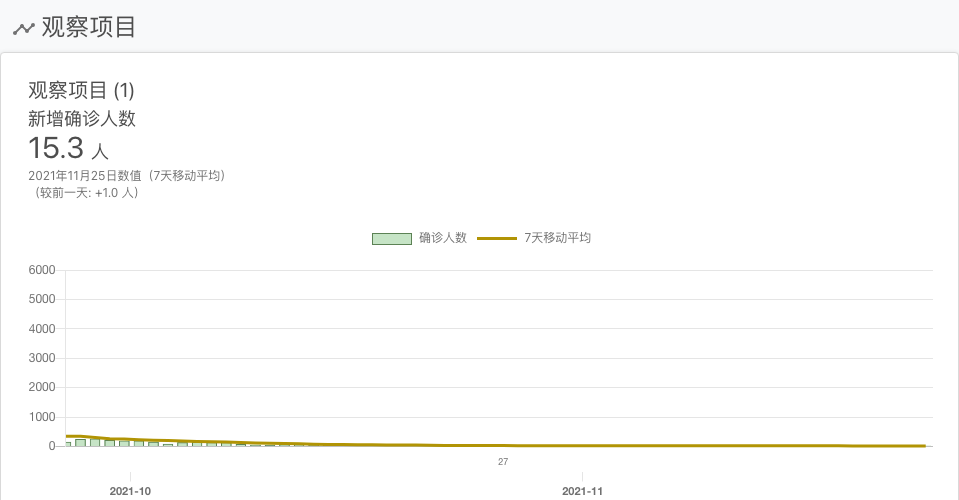 观察项目
观察项目 (1)
新增确诊人数
15.3 人
2021年11月25日数值（7天移动平均）
（较前一天: +1.0 人）
确诊人数 7天移动平均
6000
5000
4000
3000
2000
1000
0
27
2021-10 2021-11